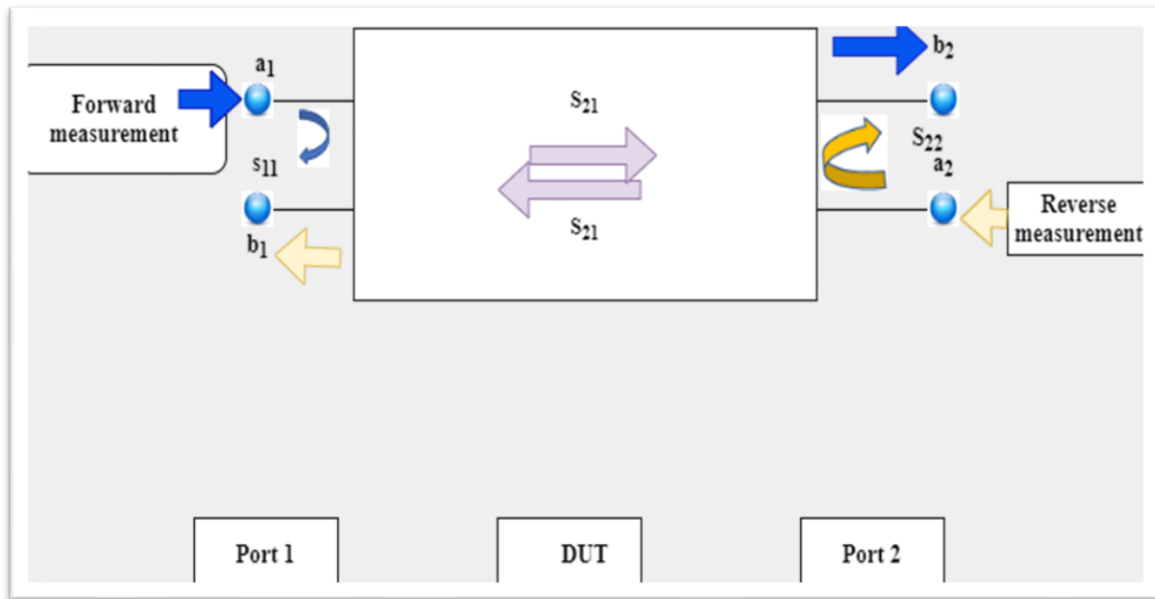 a1
b2
Forward
measurement
S21
S22
s11
a2
Reverse
measurement
S21
b1
Port 1
DUT
Port 2